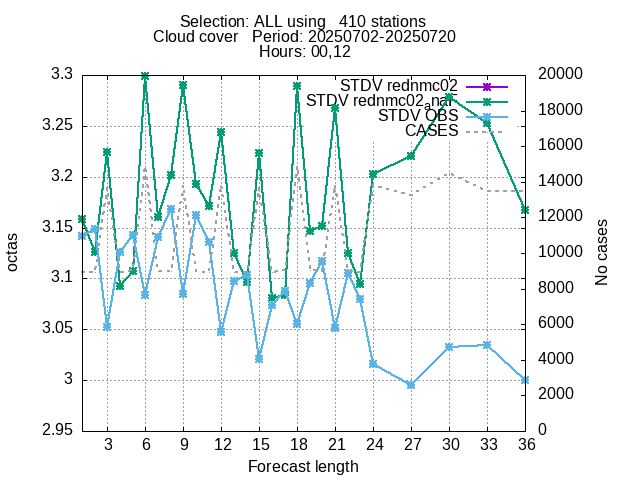 Selection: ALL using   410 stations
Cloud cover   Period: 20250702-20250720
Hours: 00,12
3.3
3.25
3.2
3.15
3.1
3.05
3
2.95
octas
20000
18000
16000
14000
12000
10000
8000
6000
4000
2000
0
No cases
STDV rednmc02
STDV rednmc02_na
STDV OBS
CASES
3 6 9 12 15 18 21 24 27 30 33 36
Forecast length